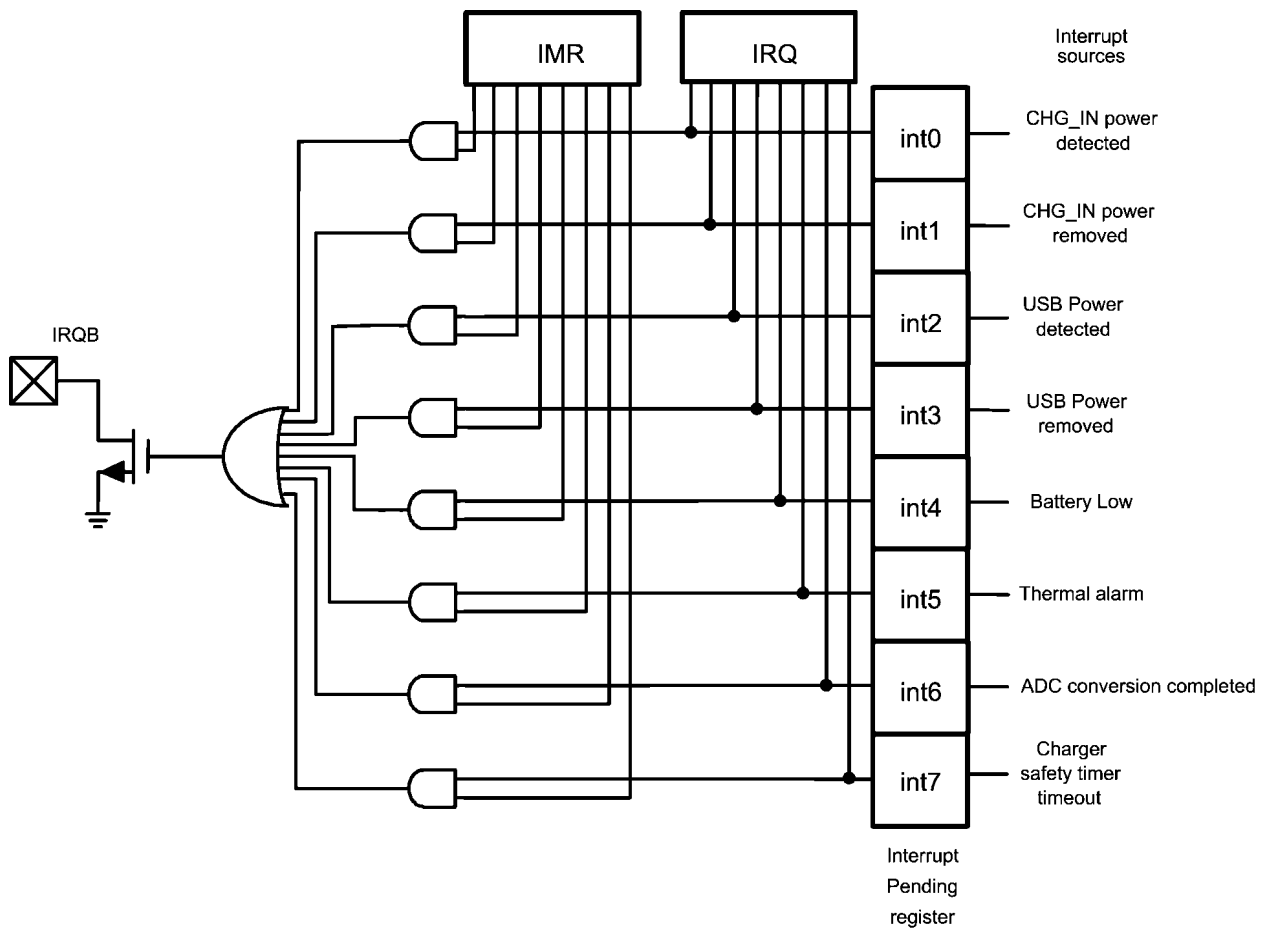 IMR
IRQ
Interrupt
sources
int0
CHG_IN power
detected
int1
CHG_IN power
removed
int2
USB Power
detected
IRQB
int3
USB Power
removed
int4
Battery Low
int5
Thermal alarm
int6
ADC conversion completed
int7
Charger
safety timer
timeout
Interrupt
Pending
register